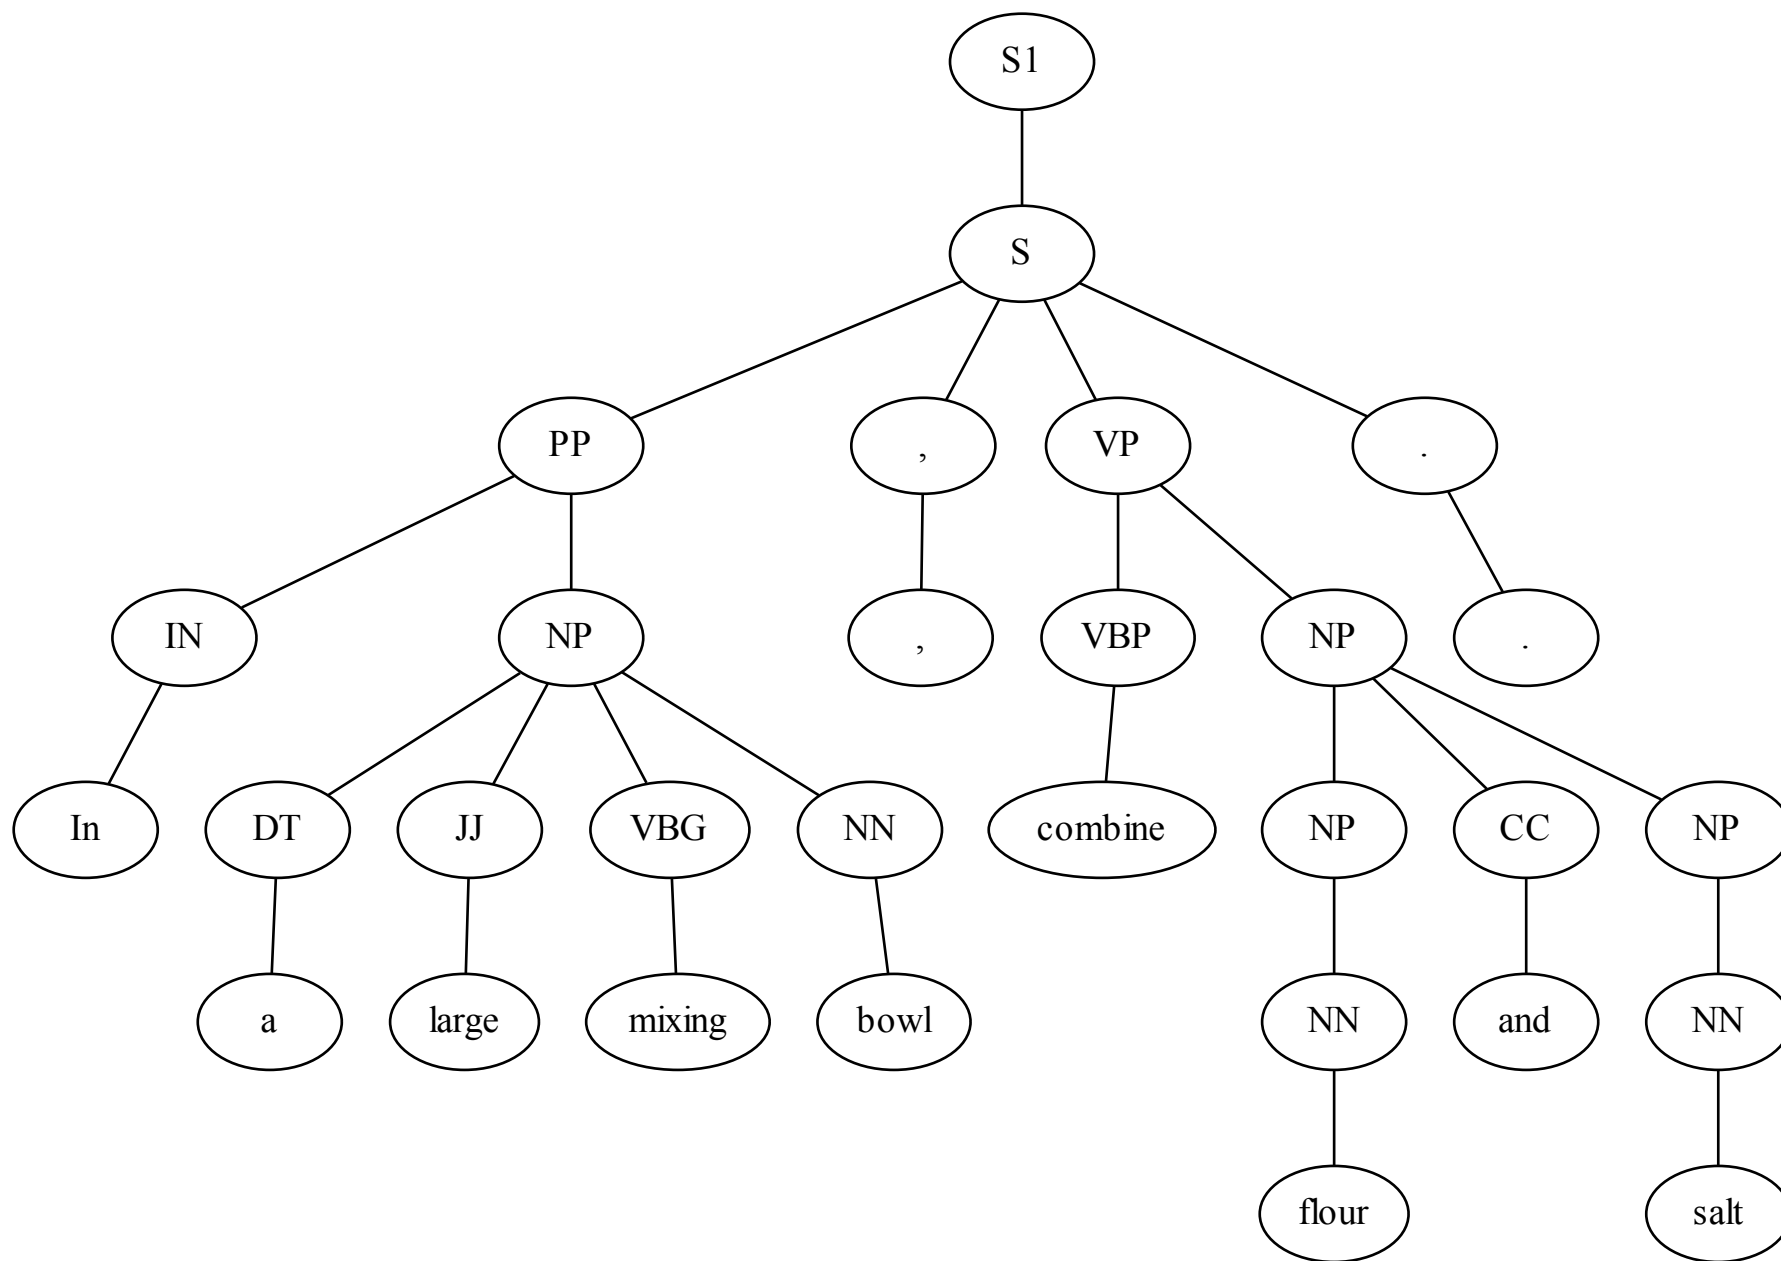 S1
S
PP , VP .
IN NP , VBP NP .
In DT JJ VBG NN combine NP CC NP
a large mixing bowl NN and NN
flour salt